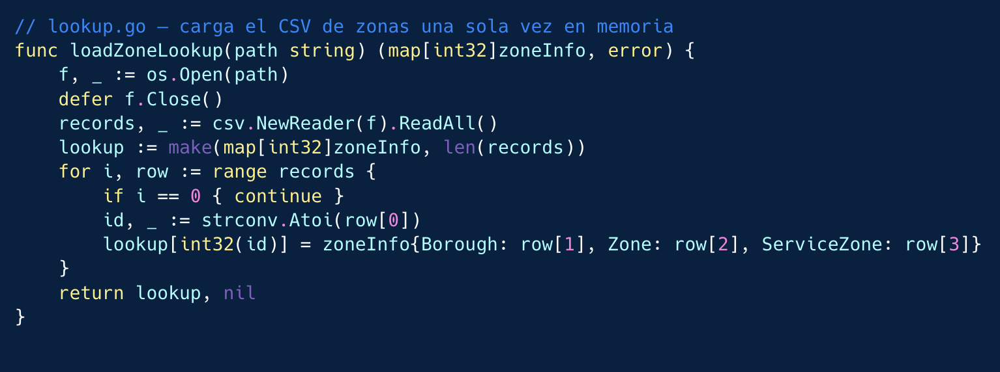 // lookup.go — carga el CSV de zonas una sola vez en memoria
func loadZoneLookup(path string) (map[int32]zoneInfo, error) {
    f, _ := os.Open(path)
    defer f.Close()
    records, _ := csv.NewReader(f).ReadAll()
    lookup := make(map[int32]zoneInfo, len(records))
    for i, row := range records {
        if i == 0 { continue }
        id, _ := strconv.Atoi(row[0])
        lookup[int32(id)] = zoneInfo{Borough: row[1], Zone: row[2], ServiceZone: row[3]}
    }
    return lookup, nil
}